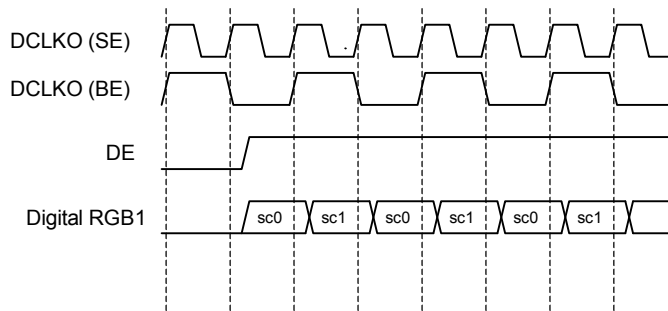 DCLKO (SE)
DCLKO (BE)
DE
Digital RGB1
sc0 sc1 sc0 sc1 sc0 sc1